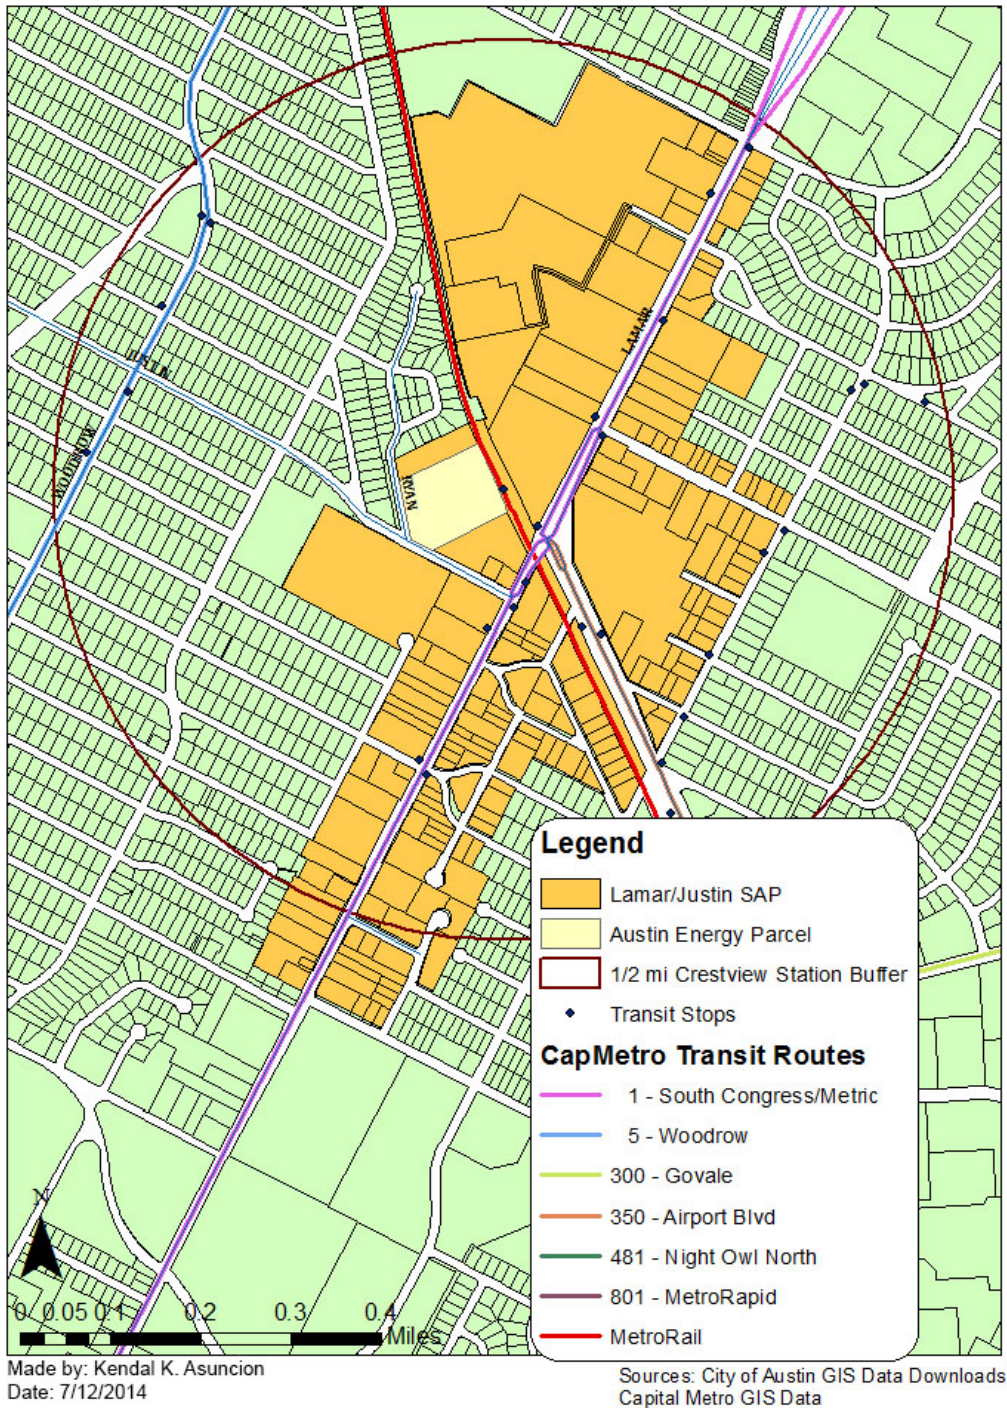 LAMAR
JUSTIN
WOODROW
RYAN
Legend
Lamar/Justin SAP
Austin Energy Parcel
1/2 mi Crestview Station Buffer
Transit Stops
CapMetro Transit Routes
1 - South Congress/Metric
5 - Woodrow
300 - Govale
350 - Airport Blvd
481 - Night Owl North
801 - MetroRapid
MetroRail
N
0 0.05 0.1 0.2 0.3 0.4
Miles
Made by: Kendal K. Asuncion
Date: 7/12/2014
Sources: City of Austin GIS Data Downloads
Capital Metro GIS Data